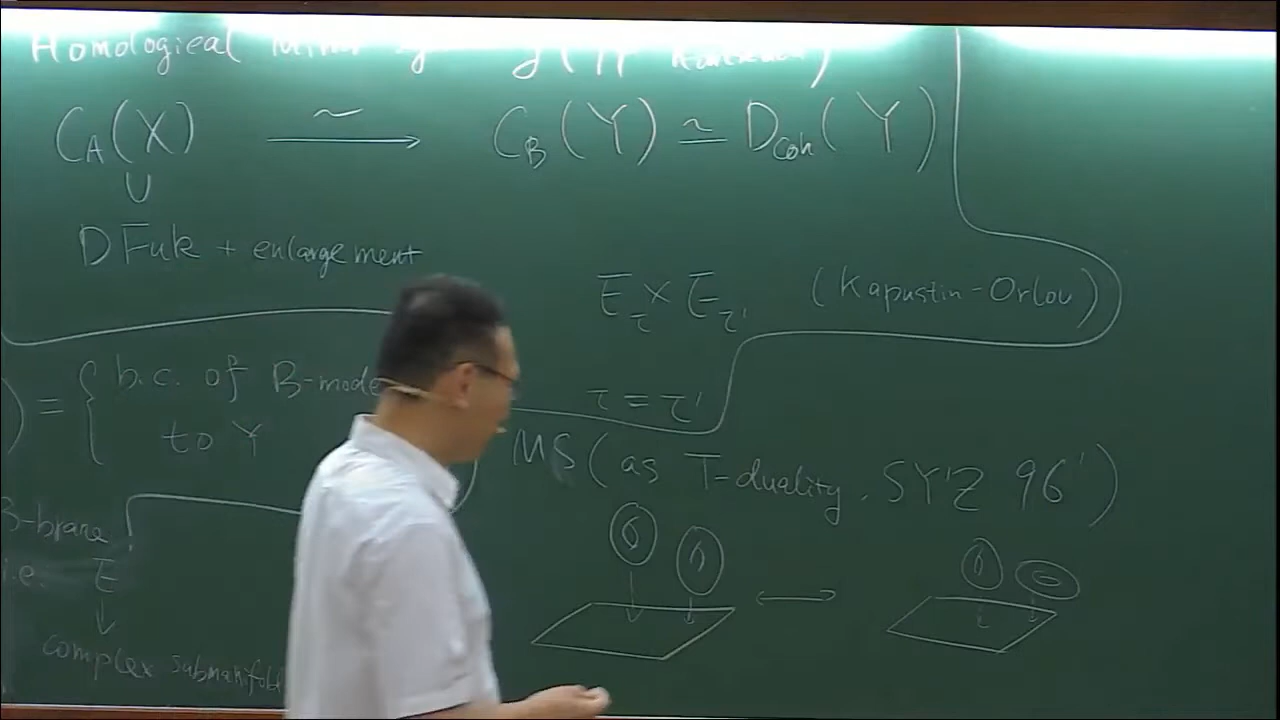 Homological
C_A(X) ⟶^∼ C_B(Y) ≃ D_Coh(Y)
∪
DFuk + enlargement
E_τ × E_τ' (Kapustin-Orlov)
) = { b.c. of B-mode
to Y
τ = τ'
MS (as T-duality, SYZ 96')
B-brane
i.e. E
↓
complex submanifold